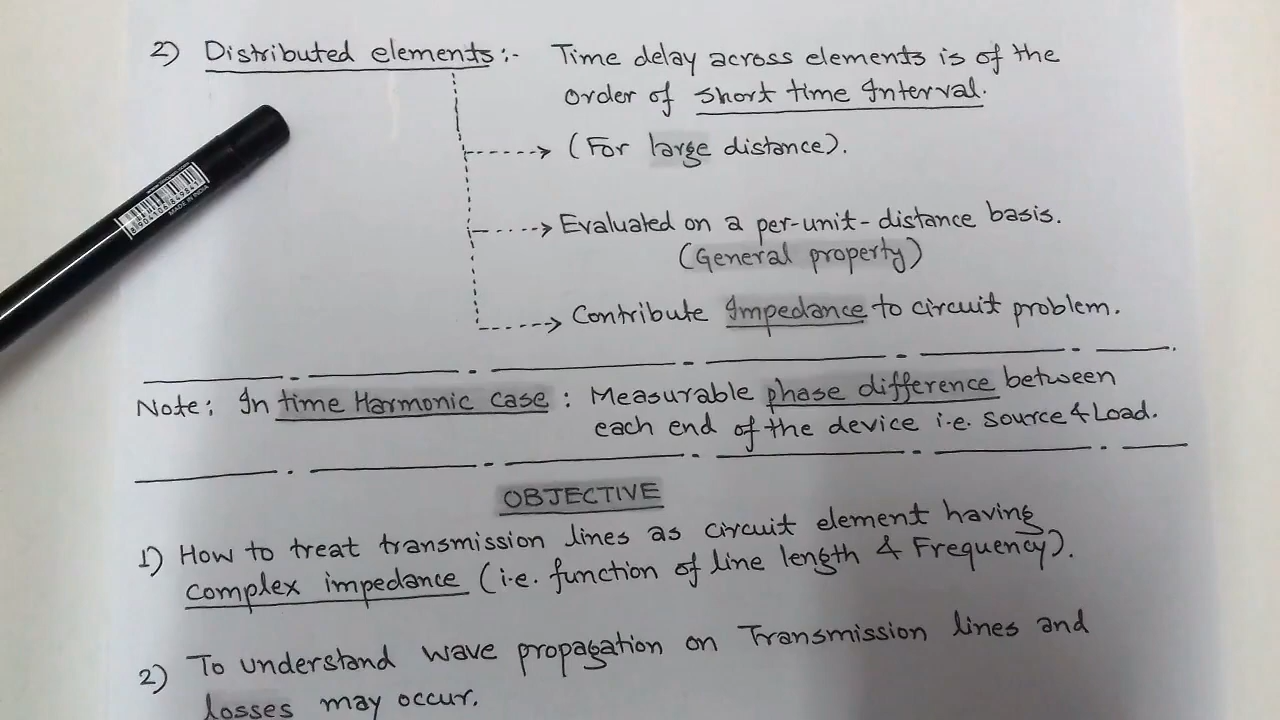 2) Distributed elements:- Time delay across elements is of the
order of short time Interval.
(For large distance).
Evaluated on a per-unit-distance basis.
(General property)
Contribute Impedance to circuit problem.
Note: In time Harmonic case : Measurable phase difference between
each end of the device i.e. source & Load.
OBJECTIVE
1) How to treat transmission lines as circuit element having
complex impedance (i.e. function of line length & Frequency).
2) To understand wave propagation on Transmission lines and
losses may occur.
MADE IN INDIA